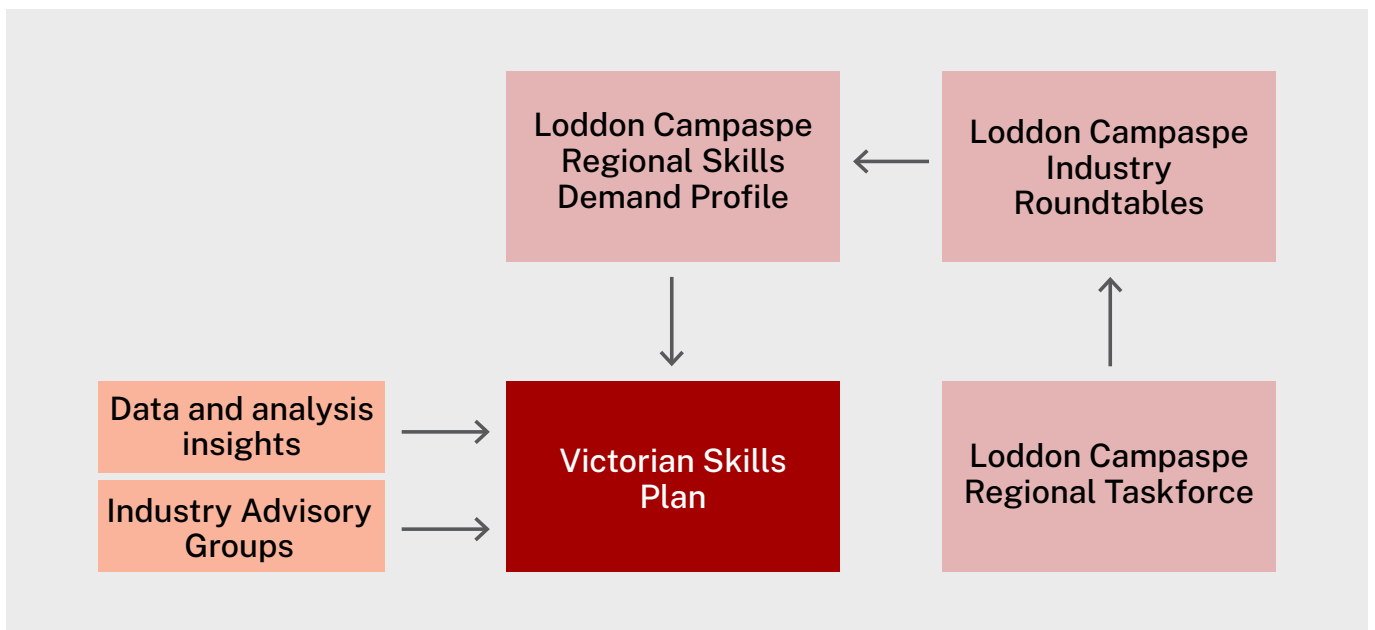 Loddon Campaspe
Regional Skills
Demand Profile
Loddon Campaspe
Industry
Roundtables
Data and analysis
insights
Industry Advisory
Groups
Victorian Skills
Plan
Loddon Campaspe
Regional Taskforce